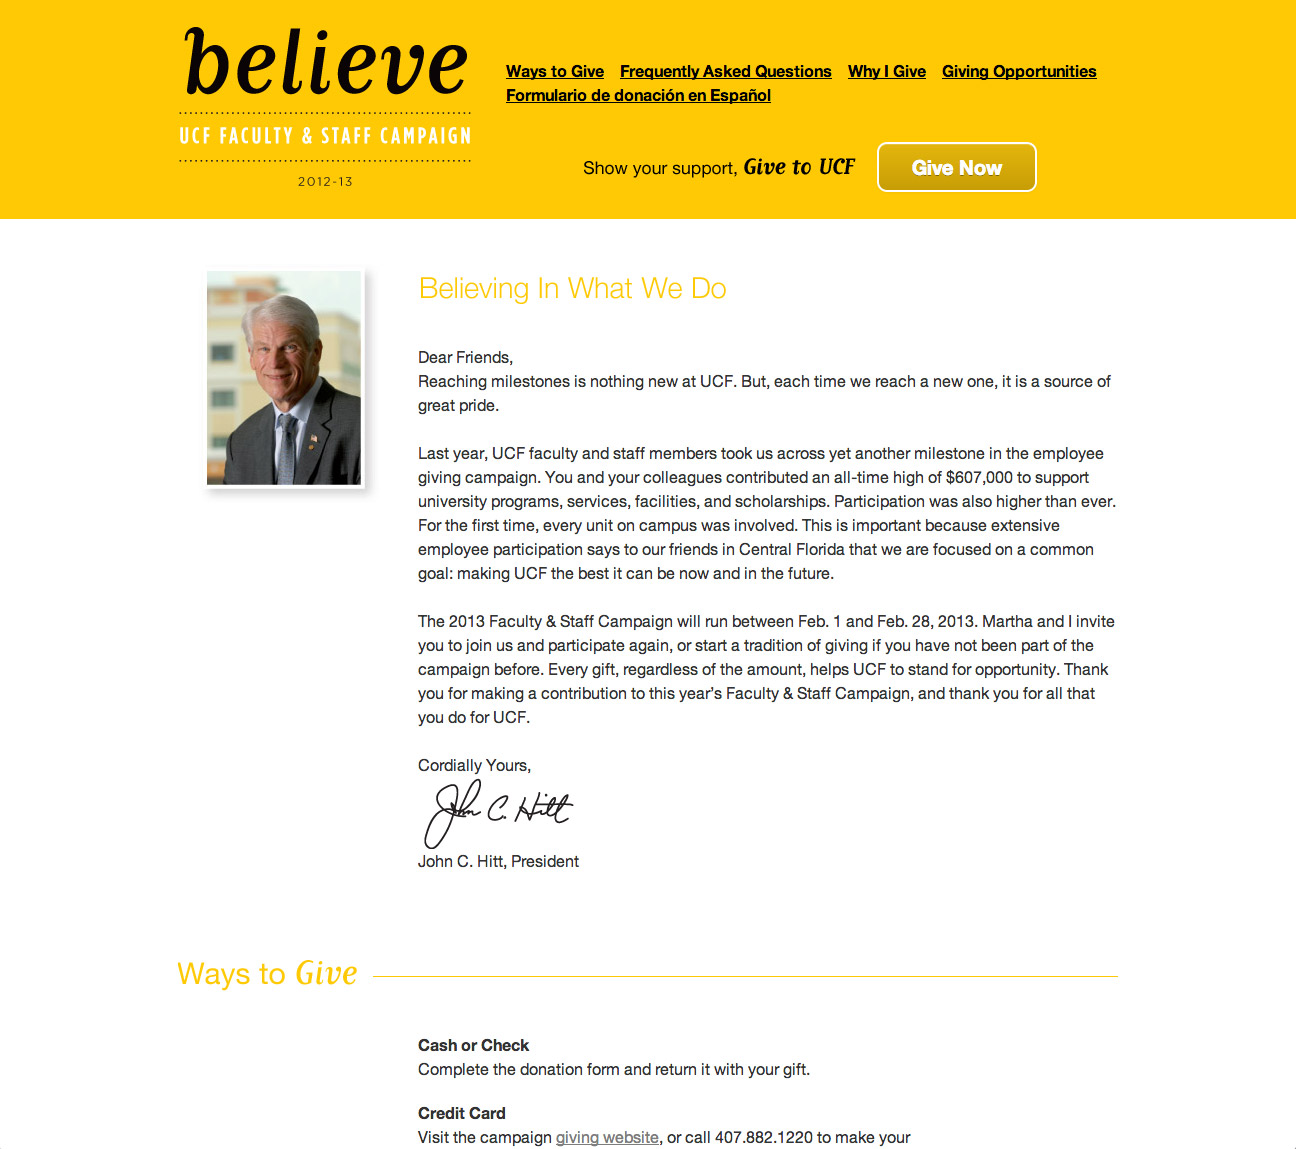 believe
UCF FACULTY & STAFF CAMPAIGN
2012-13
Ways to Give Frequently Asked Questions Why I Give Giving Opportunities
Formulario de donación en Español
Show your support, Give to UCF Give Now
Believing In What We Do
Dear Friends,
Reaching milestones is nothing new at UCF. But, each time we reach a new one, it is a source of
great pride.
Last year, UCF faculty and staff members took us across yet another milestone in the employee
giving campaign. You and your colleagues contributed an all-time high of $607,000 to support
university programs, services, facilities, and scholarships. Participation was also higher than ever.
For the first time, every unit on campus was involved. This is important because extensive
employee participation says to our friends in Central Florida that we are focused on a common
goal: making UCF the best it can be now and in the future.
The 2013 Faculty & Staff Campaign will run between Feb. 1 and Feb. 28, 2013. Martha and I invite
you to join us and participate again, or start a tradition of giving if you have not been part of the
campaign before. Every gift, regardless of the amount, helps UCF to stand for opportunity. Thank
you for making a contribution to this year’s Faculty & Staff Campaign, and thank you for all that
you do for UCF.
Cordially Yours,
John C. Hitt
John C. Hitt, President
Ways to Give
Cash or Check
Complete the donation form and return it with your gift.
Credit Card
Visit the campaign giving website, or call 407.882.1220 to make your